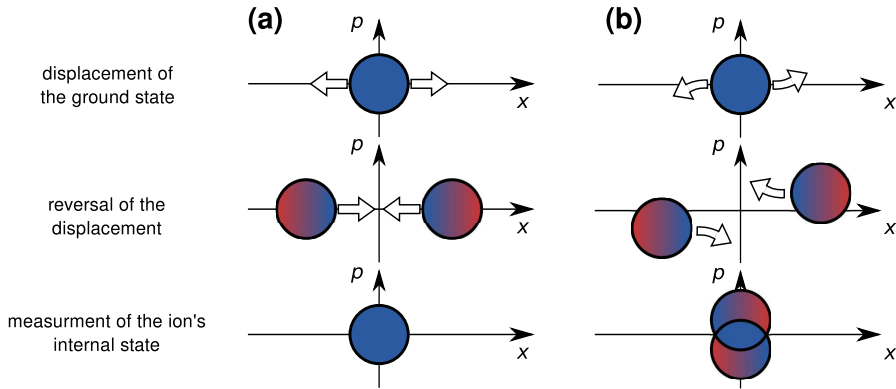 (a)
(b)
displacement of
the ground state
p
x
p
x
reversal of the
displacement
p
x
p
x
measurment of the ion's
internal state
p
x
p
x